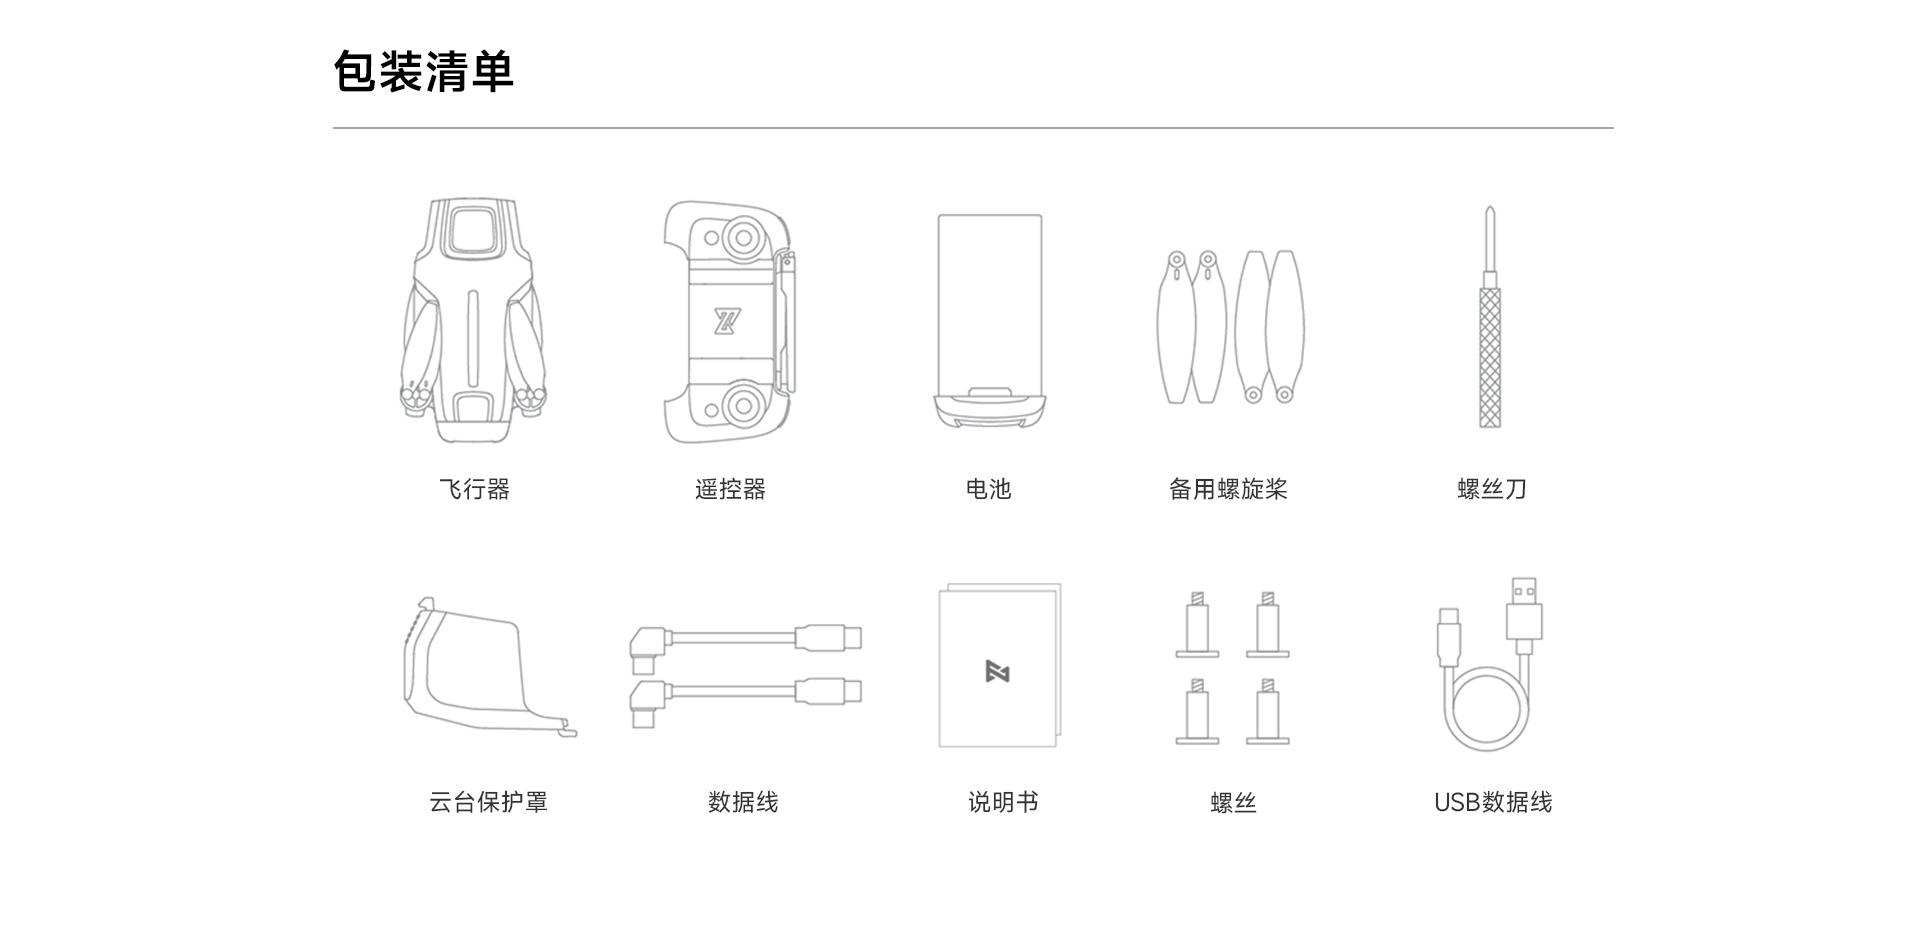 包装清单
飞行器
遥控器
电池
备用螺旋桨
螺丝刀
云台保护罩
数据线
说明书
螺丝
USB数据线